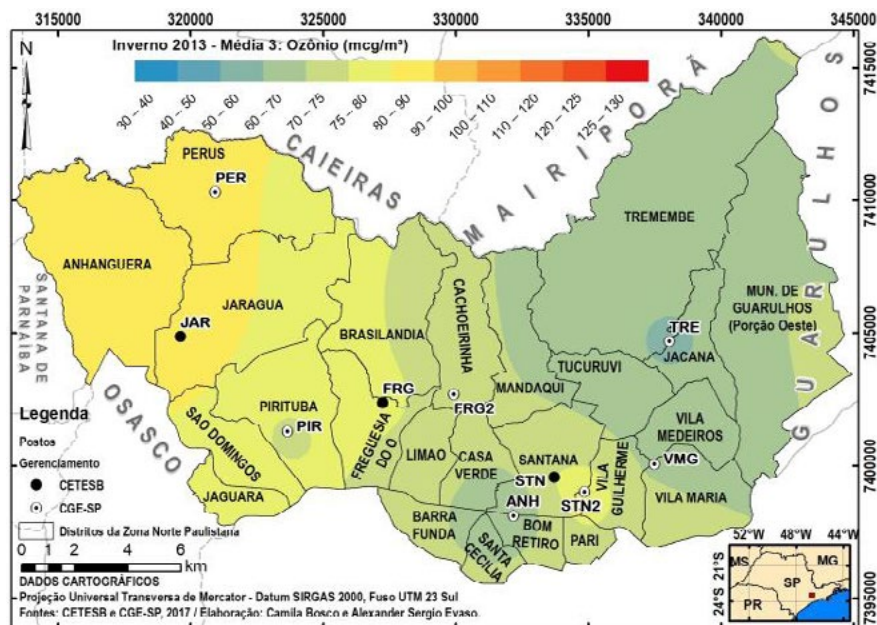 315000 320000 325000 330000 335000 340000 345000
N
Inverno 2013 - Média 3: Ozônio (mcg/m³)
30 – 40
40 – 50
50 – 60
60 – 70
70 – 75
75 – 80
80 – 90
90 – 100
100 – 110
110 – 120
120 – 125
125 – 130
7415000
7410000
7405000
7400000
7395000
CAIEIRAS
MAIRIPORÃ
GUARULHOS
SANTANA DE
PARNAÍBA
OSASCO
PERUS
PER
ANHANGUERA
JARAGUA
JAR
BRASILANDIA
CACHOEIRINHA
TREMEMBE
MUN. DE
GUARULHOS
(Porção Oeste)
TRE
JACANA
TUCURUVI
MANDAQUI
FRG
FRG2
PIRITUBA
PIR
SAO DOMINGOS
JAGUARA
FREGUESIA
DO O
LIMAO
CASA
VERDE
SANTANA
STN
STN2
ANH
VILA
GUILHERME
VILA
MEDEIROS
VMG
VILA MARIA
BARRA
FUNDA
SANTA
CECILIA
BOM
RETIRO
PARI
Legenda
Postos
Gerenciamento
CETESB
CGE-SP
Distritos da Zona Norte Paulistana
0 1 2 4 6
km
DADOS CARTOGRÁFICOS
Projeção Universal Transversa de Mercator - Datum SIRGAS 2000, Fuso UTM 23 Sul
Fontes: CETESB e CGE-SP, 2017 / Elaboração: Camila Bosco e Alexander Sergio Evaso.
52°W 48°W 44°W
21°S
24°S
MS
MG
SP
PR